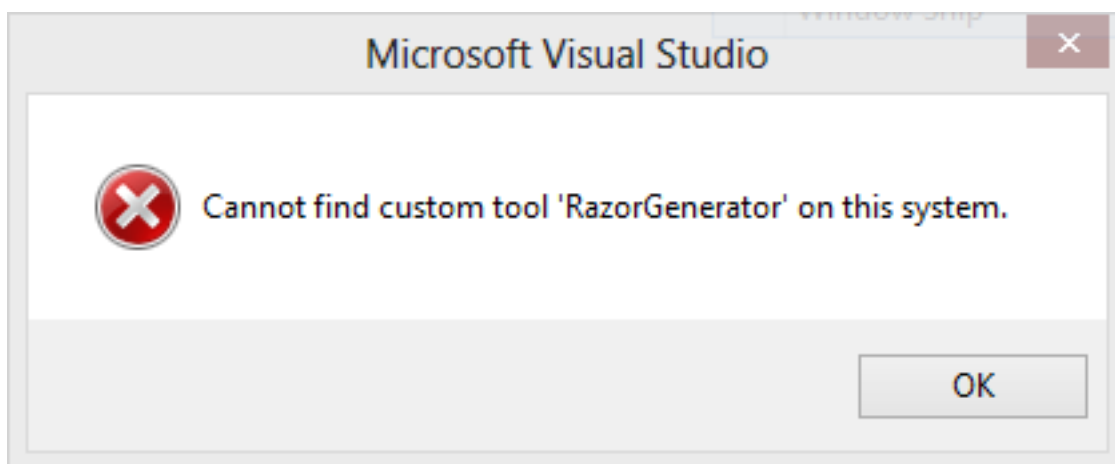 Microsoft Visual Studio
Cannot find custom tool 'RazorGenerator' on this system.
OK